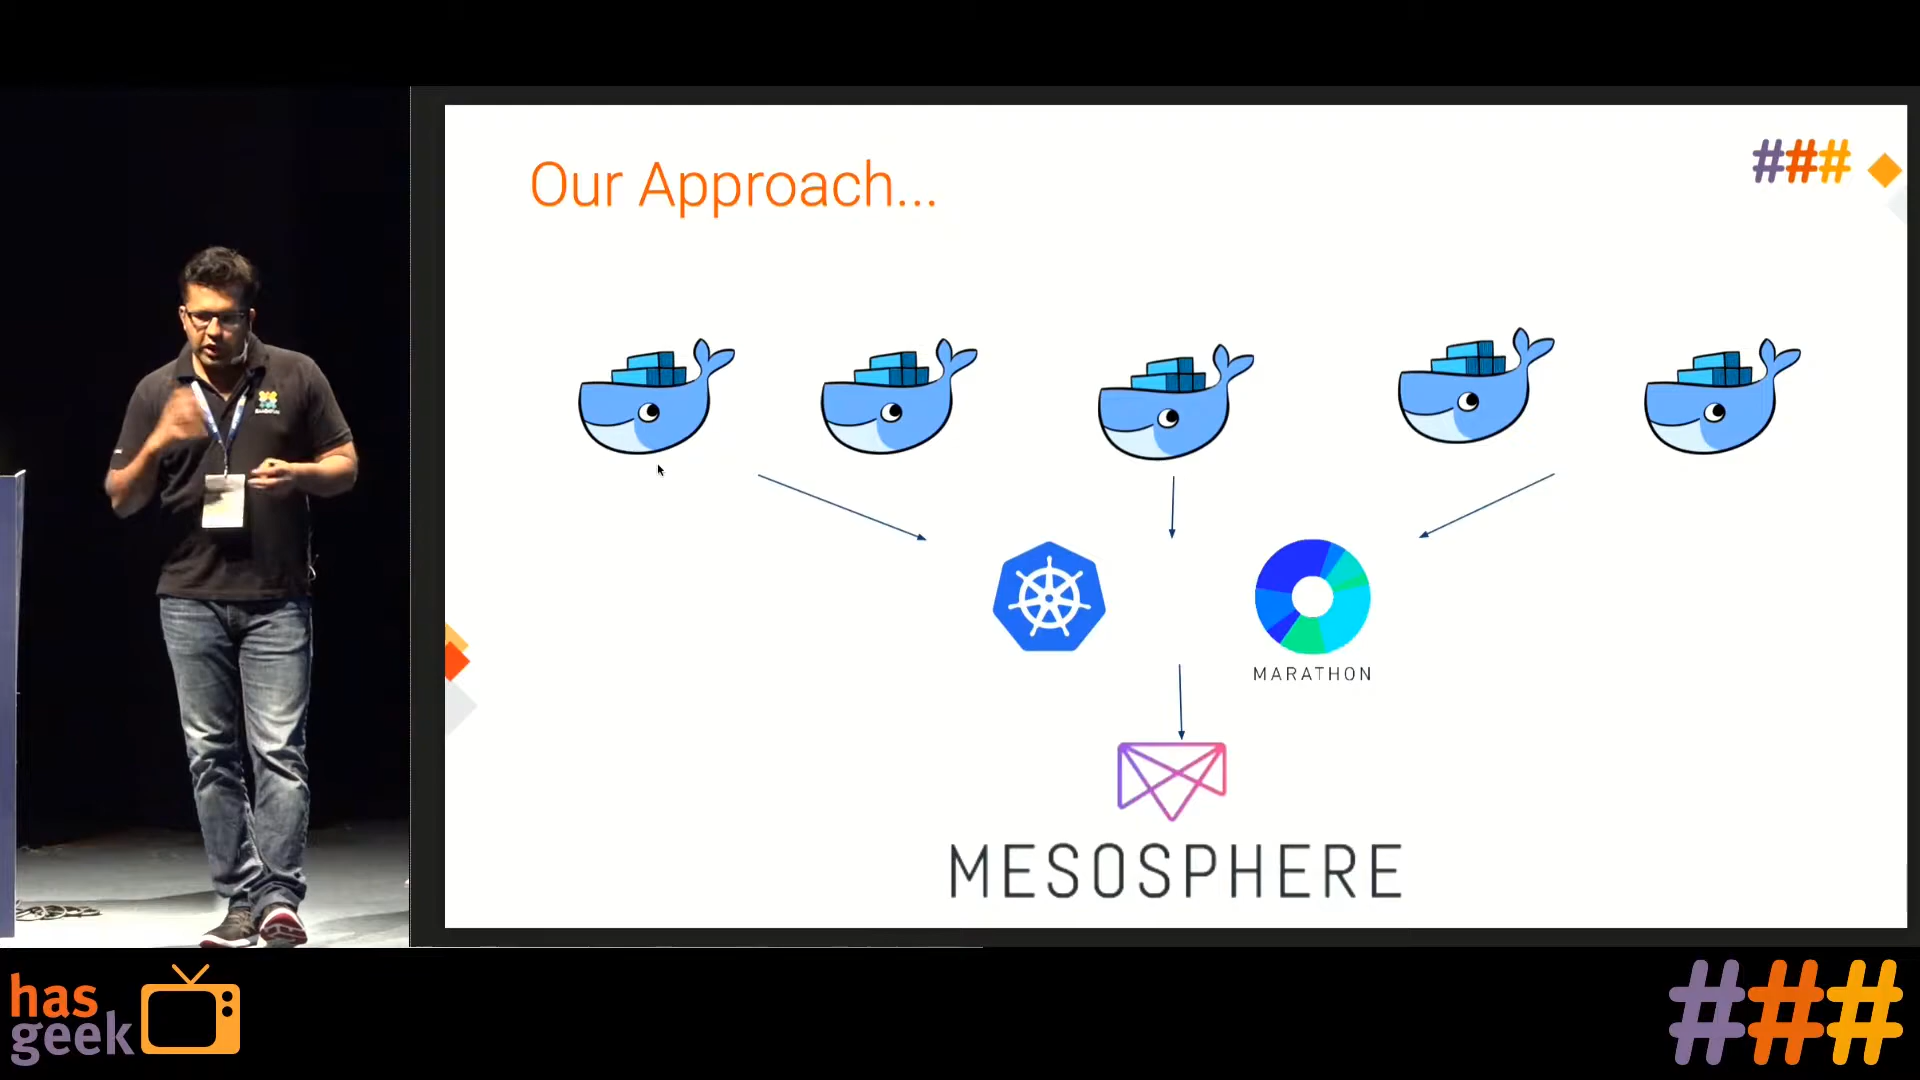 Our Approach...
###
MARATHON
MESOSPHERE
has
geek
###